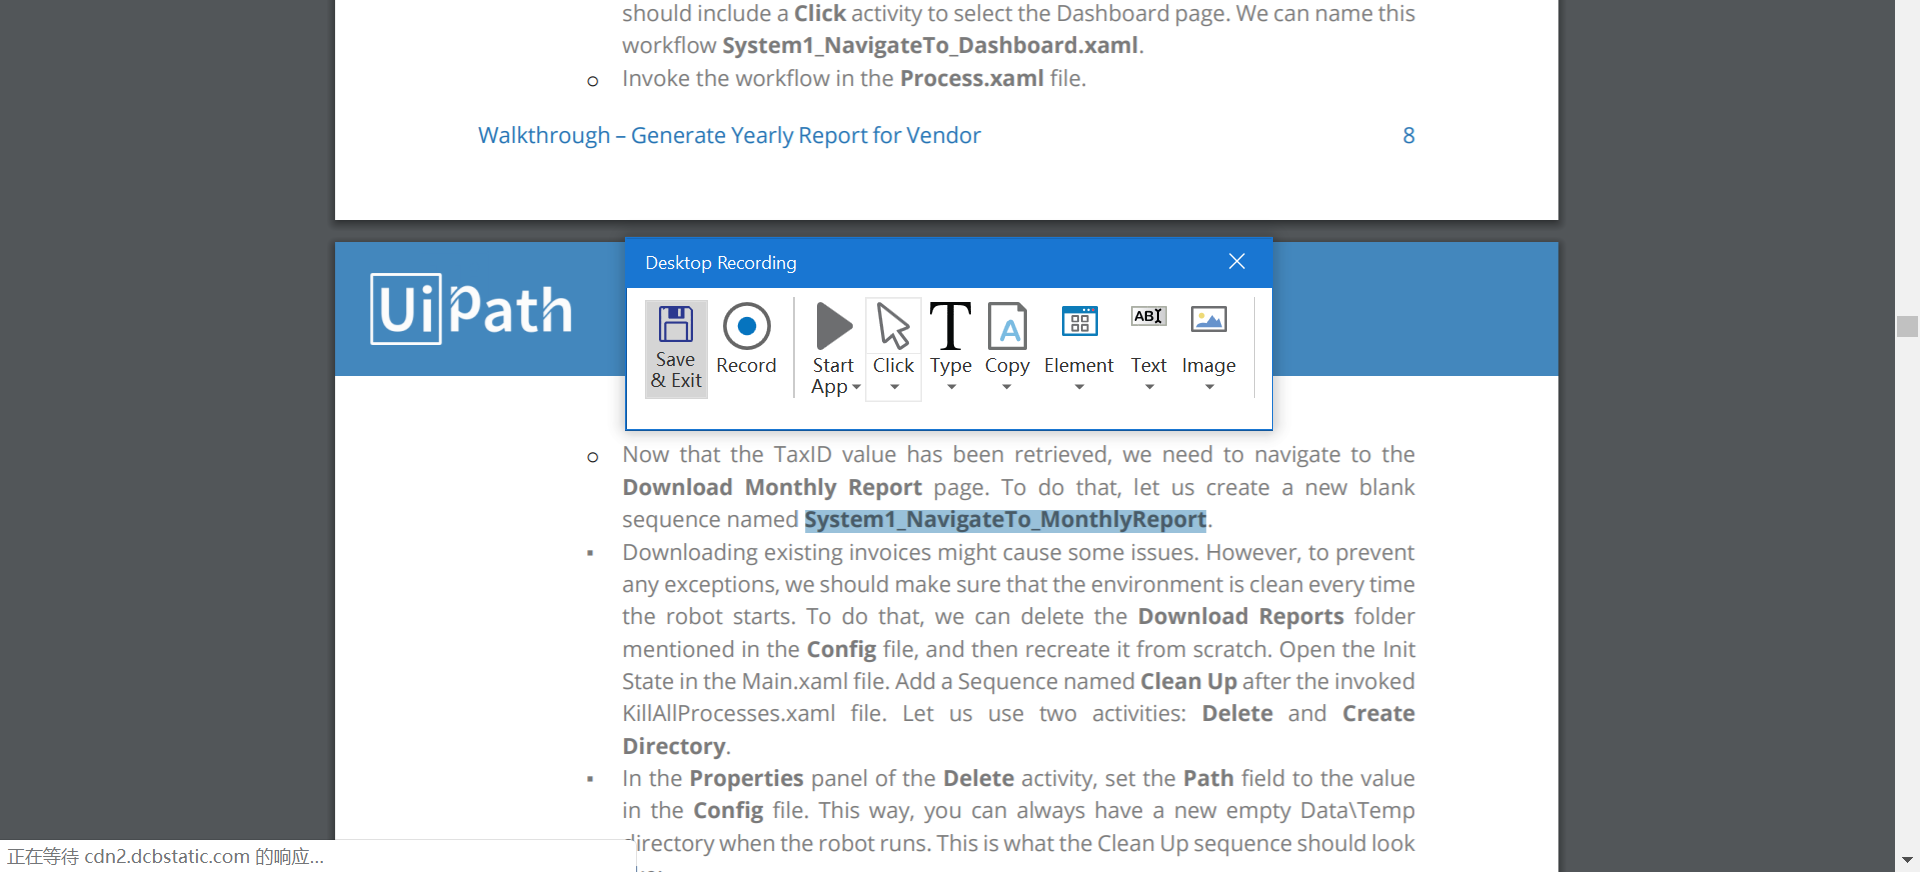 should include a Click activity to select the Dashboard page. We can name this
workflow System1_NavigateTo_Dashboard.xaml.
o Invoke the workflow in the Process.xaml file.
Walkthrough – Generate Yearly Report for Vendor 8
UiPath
Desktop Recording
Save & Exit
Record
Start App
Click
Type
Copy
Element
Text
Image
o Now that the TaxID value has been retrieved, we need to navigate to the
Download Monthly Report page. To do that, let us create a new blank
sequence named System1_NavigateTo_MonthlyReport.
▪ Downloading existing invoices might cause some issues. However, to prevent
any exceptions, we should make sure that the environment is clean every time
the robot starts. To do that, we can delete the Download Reports folder
mentioned in the Config file, and then recreate it from scratch. Open the Init
State in the Main.xaml file. Add a Sequence named Clean Up after the invoked
KillAllProcesses.xaml file. Let us use two activities: Delete and Create
Directory.
▪ In the Properties panel of the Delete activity, set the Path field to the value
in the Config file. This way, you can always have a new empty Data\Temp
directory when the robot runs. This is what the Clean Up sequence should look
正在等待 cdn2.dcbstatic.com 的响应...